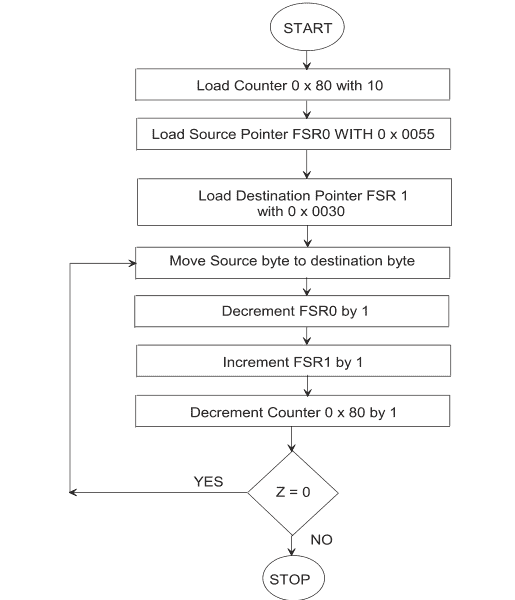 START
Load Counter 0 x 80 with 10
Load Source Pointer FSR0 WITH 0 x 0055
Load Destination Pointer FSR 1
with 0 x 0030
Move Source byte to destination byte
Decrement FSR0 by 1
Increment FSR1 by 1
Decrement Counter 0 x 80 by 1
YES
Z = 0
NO
STOP